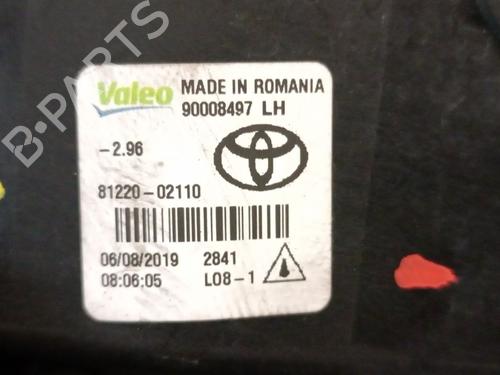 B-PARTS
Valeo MADE IN ROMANIA
90008497 LH
-2.96
81220-02110
06/08/2019 2841
08:06:05 L08-1